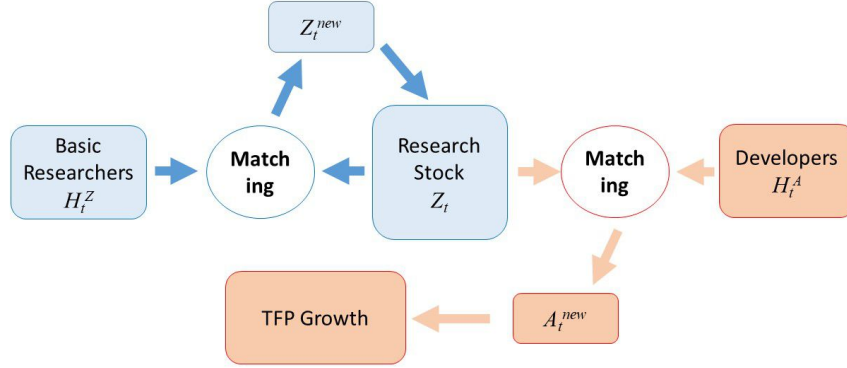 Z_t^{new}
Basic
Researchers
H_t^Z
Match
ing
Research
Stock
Z_t
Match
ing
Developers
H_t^A
TFP Growth
A_t^{new}